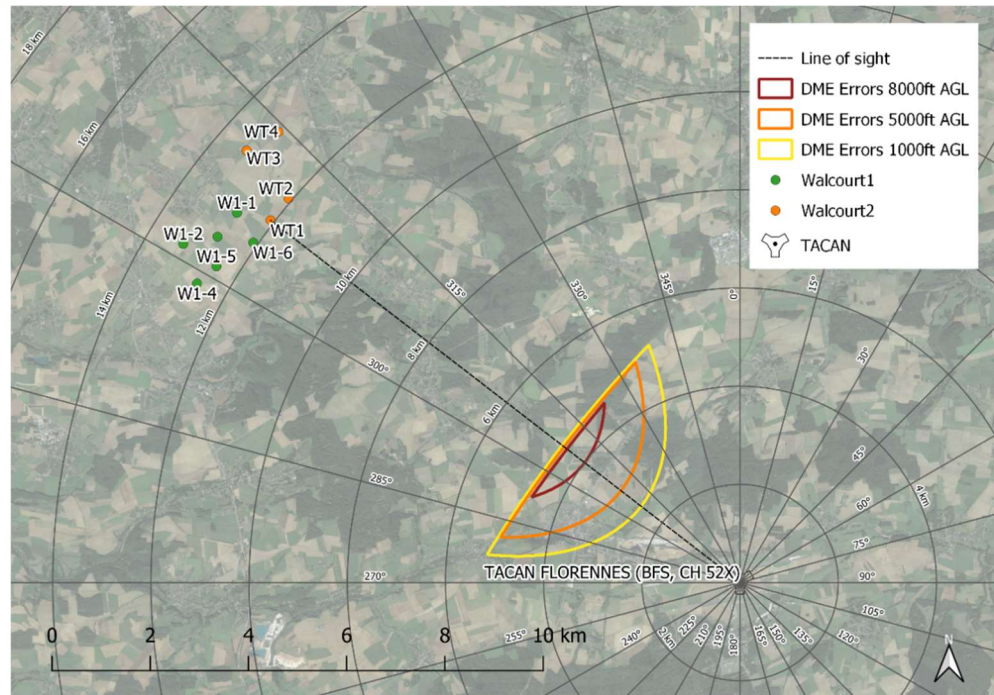 18 km
16 km
14 km
12 km
10 km
8 km
6 km
4 km
2 km
WT4
WT3
WT2
W1-1
WT1
W1-2
W1-6
W1-5
W1-4
Line of sight
DME Errors 8000ft AGL
DME Errors 5000ft AGL
DME Errors 1000ft AGL
Walcourt1
Walcourt2
TACAN
315°
330°
345°
0°
15°
30°
45°
60°
75°
90°
105°
120°
135°
150°
165°
180°
195°
210°
225°
240°
255°
270°
285°
300°
TACAN FLORENNES (BFS, CH 52X)
0 2 4 6 8 10 km
N